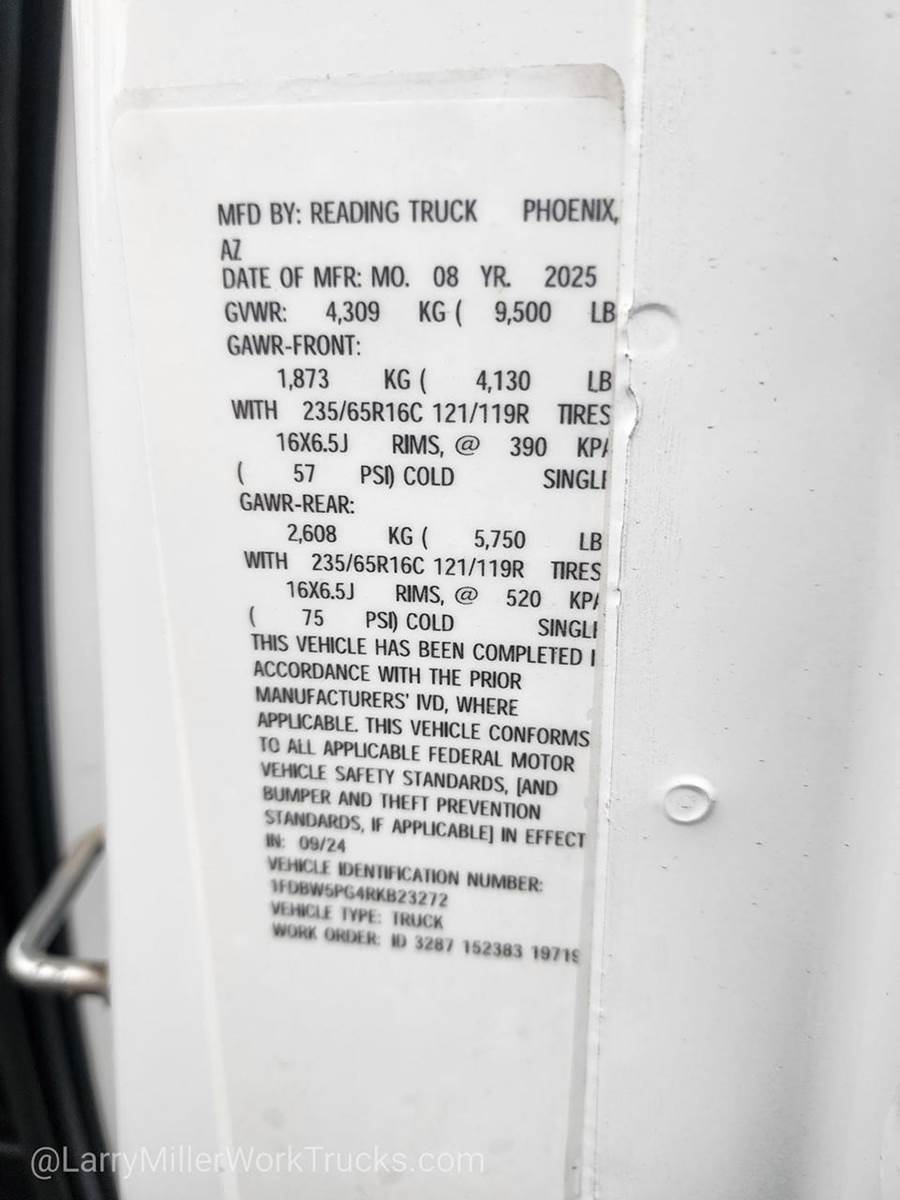 MFD BY: READING TRUCK PHOENIX,
AZ
DATE OF MFR: MO. 08 YR. 2025
GVWR: 4,309 KG ( 9,500 LB
GAWR-FRONT:
1,873 KG ( 4,130 LB
WITH 235/65R16C 121/119R TIRES
16X6.5J RIMS, @ 390 KPA
( 57 PSI) COLD SINGLE
GAWR-REAR:
2,608 KG ( 5,750 LB
WITH 235/65R16C 121/119R TIRES
16X6.5J RIMS, @ 520 KPA
( 75 PSI) COLD SINGLE
THIS VEHICLE HAS BEEN COMPLETED I
ACCORDANCE WITH THE PRIOR
MANUFACTURERS' IVD, WHERE
APPLICABLE. THIS VEHICLE CONFORMS
TO ALL APPLICABLE FEDERAL MOTOR
VEHICLE SAFETY STANDARDS, [AND
BUMPER AND THEFT PREVENTION
STANDARDS, IF APPLICABLE] IN EFFECT
IN: 09/24
VEHICLE IDENTIFICATION NUMBER:
1FDBW5PG4RKB23272
VEHICLE TYPE: TRUCK
WORK ORDER: ID 3287 152383 19719
@LarryMillerWorkTrucks.com